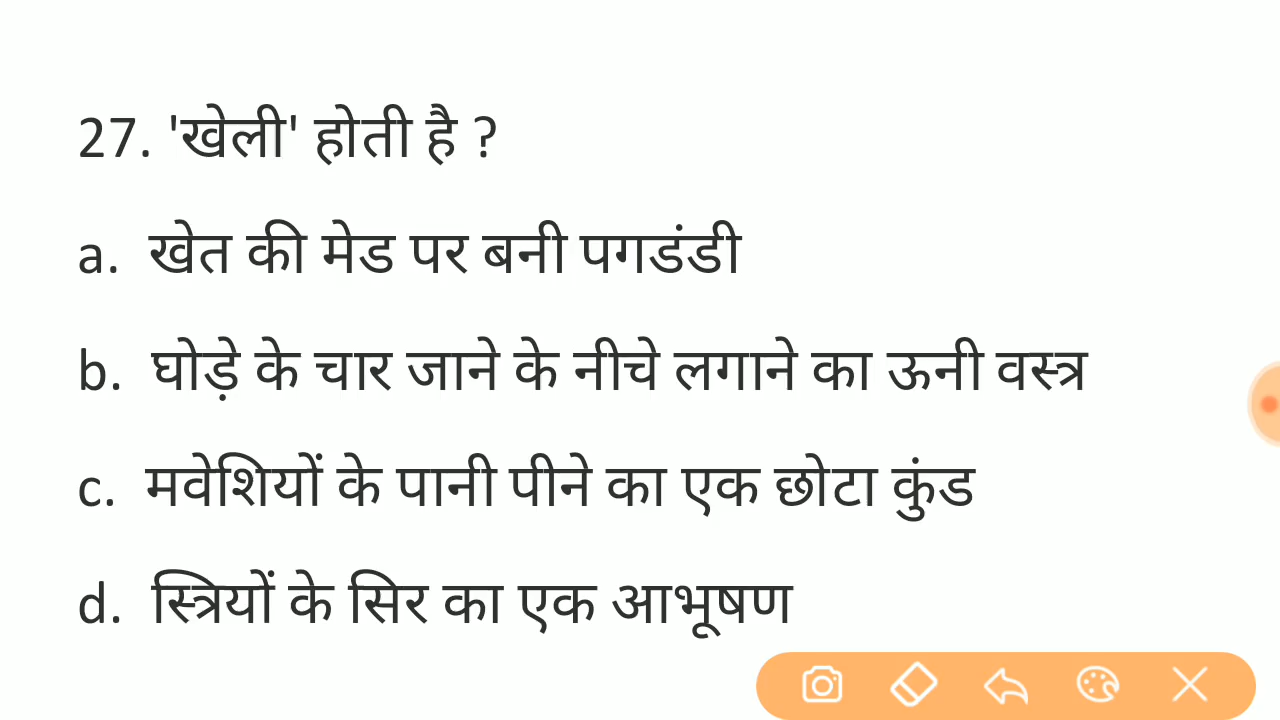 27. 'खेली' होती है ?
a. खेत की मेड पर बनी पगडंडी
b. घोड़े के चार जाने के नीचे लगाने का ऊनी वस्त्र
c. मवेशियों के पानी पीने का एक छोटा कुंड
d. स्त्रियों के सिर का एक आभूषण